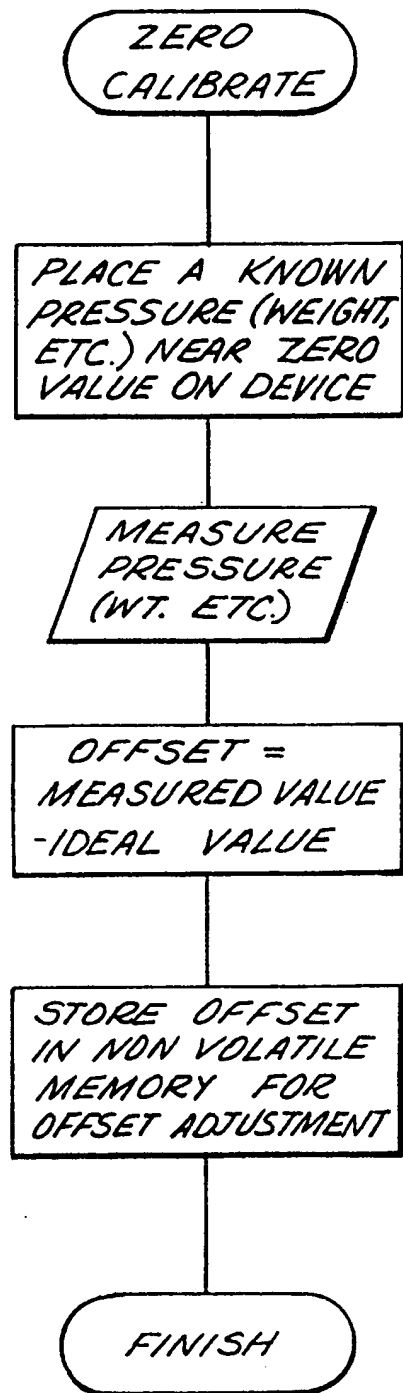 ZERO
CALIBRATE
PLACE A KNOWN
PRESSURE (WEIGHT,
ETC.) NEAR ZERO
VALUE ON DEVICE
MEASURE
PRESSURE
(WT. ETC.)
OFFSET =
MEASURED VALUE
-IDEAL VALUE
STORE OFFSET
IN NON VOLATILE
MEMORY FOR
OFFSET ADJUSTMENT
FINISH